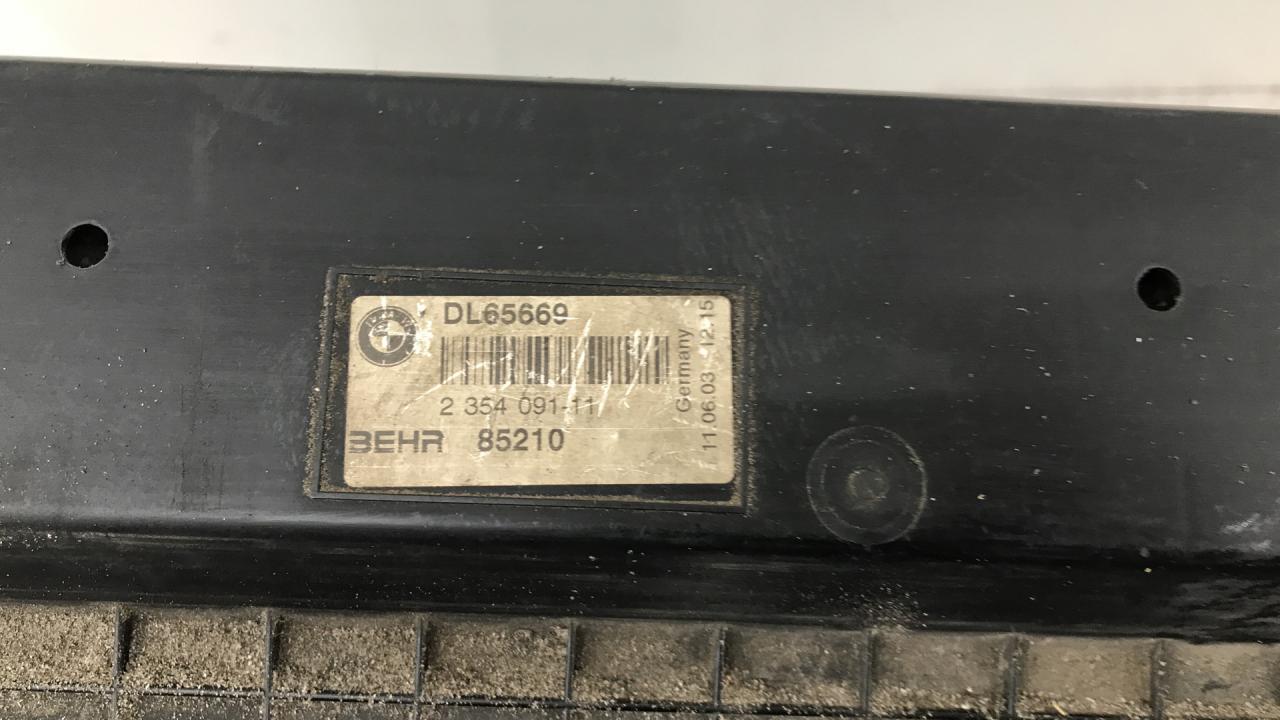 DL65669
2 354 091-11
BEHR 85210
Germany
11.06.03 12.15